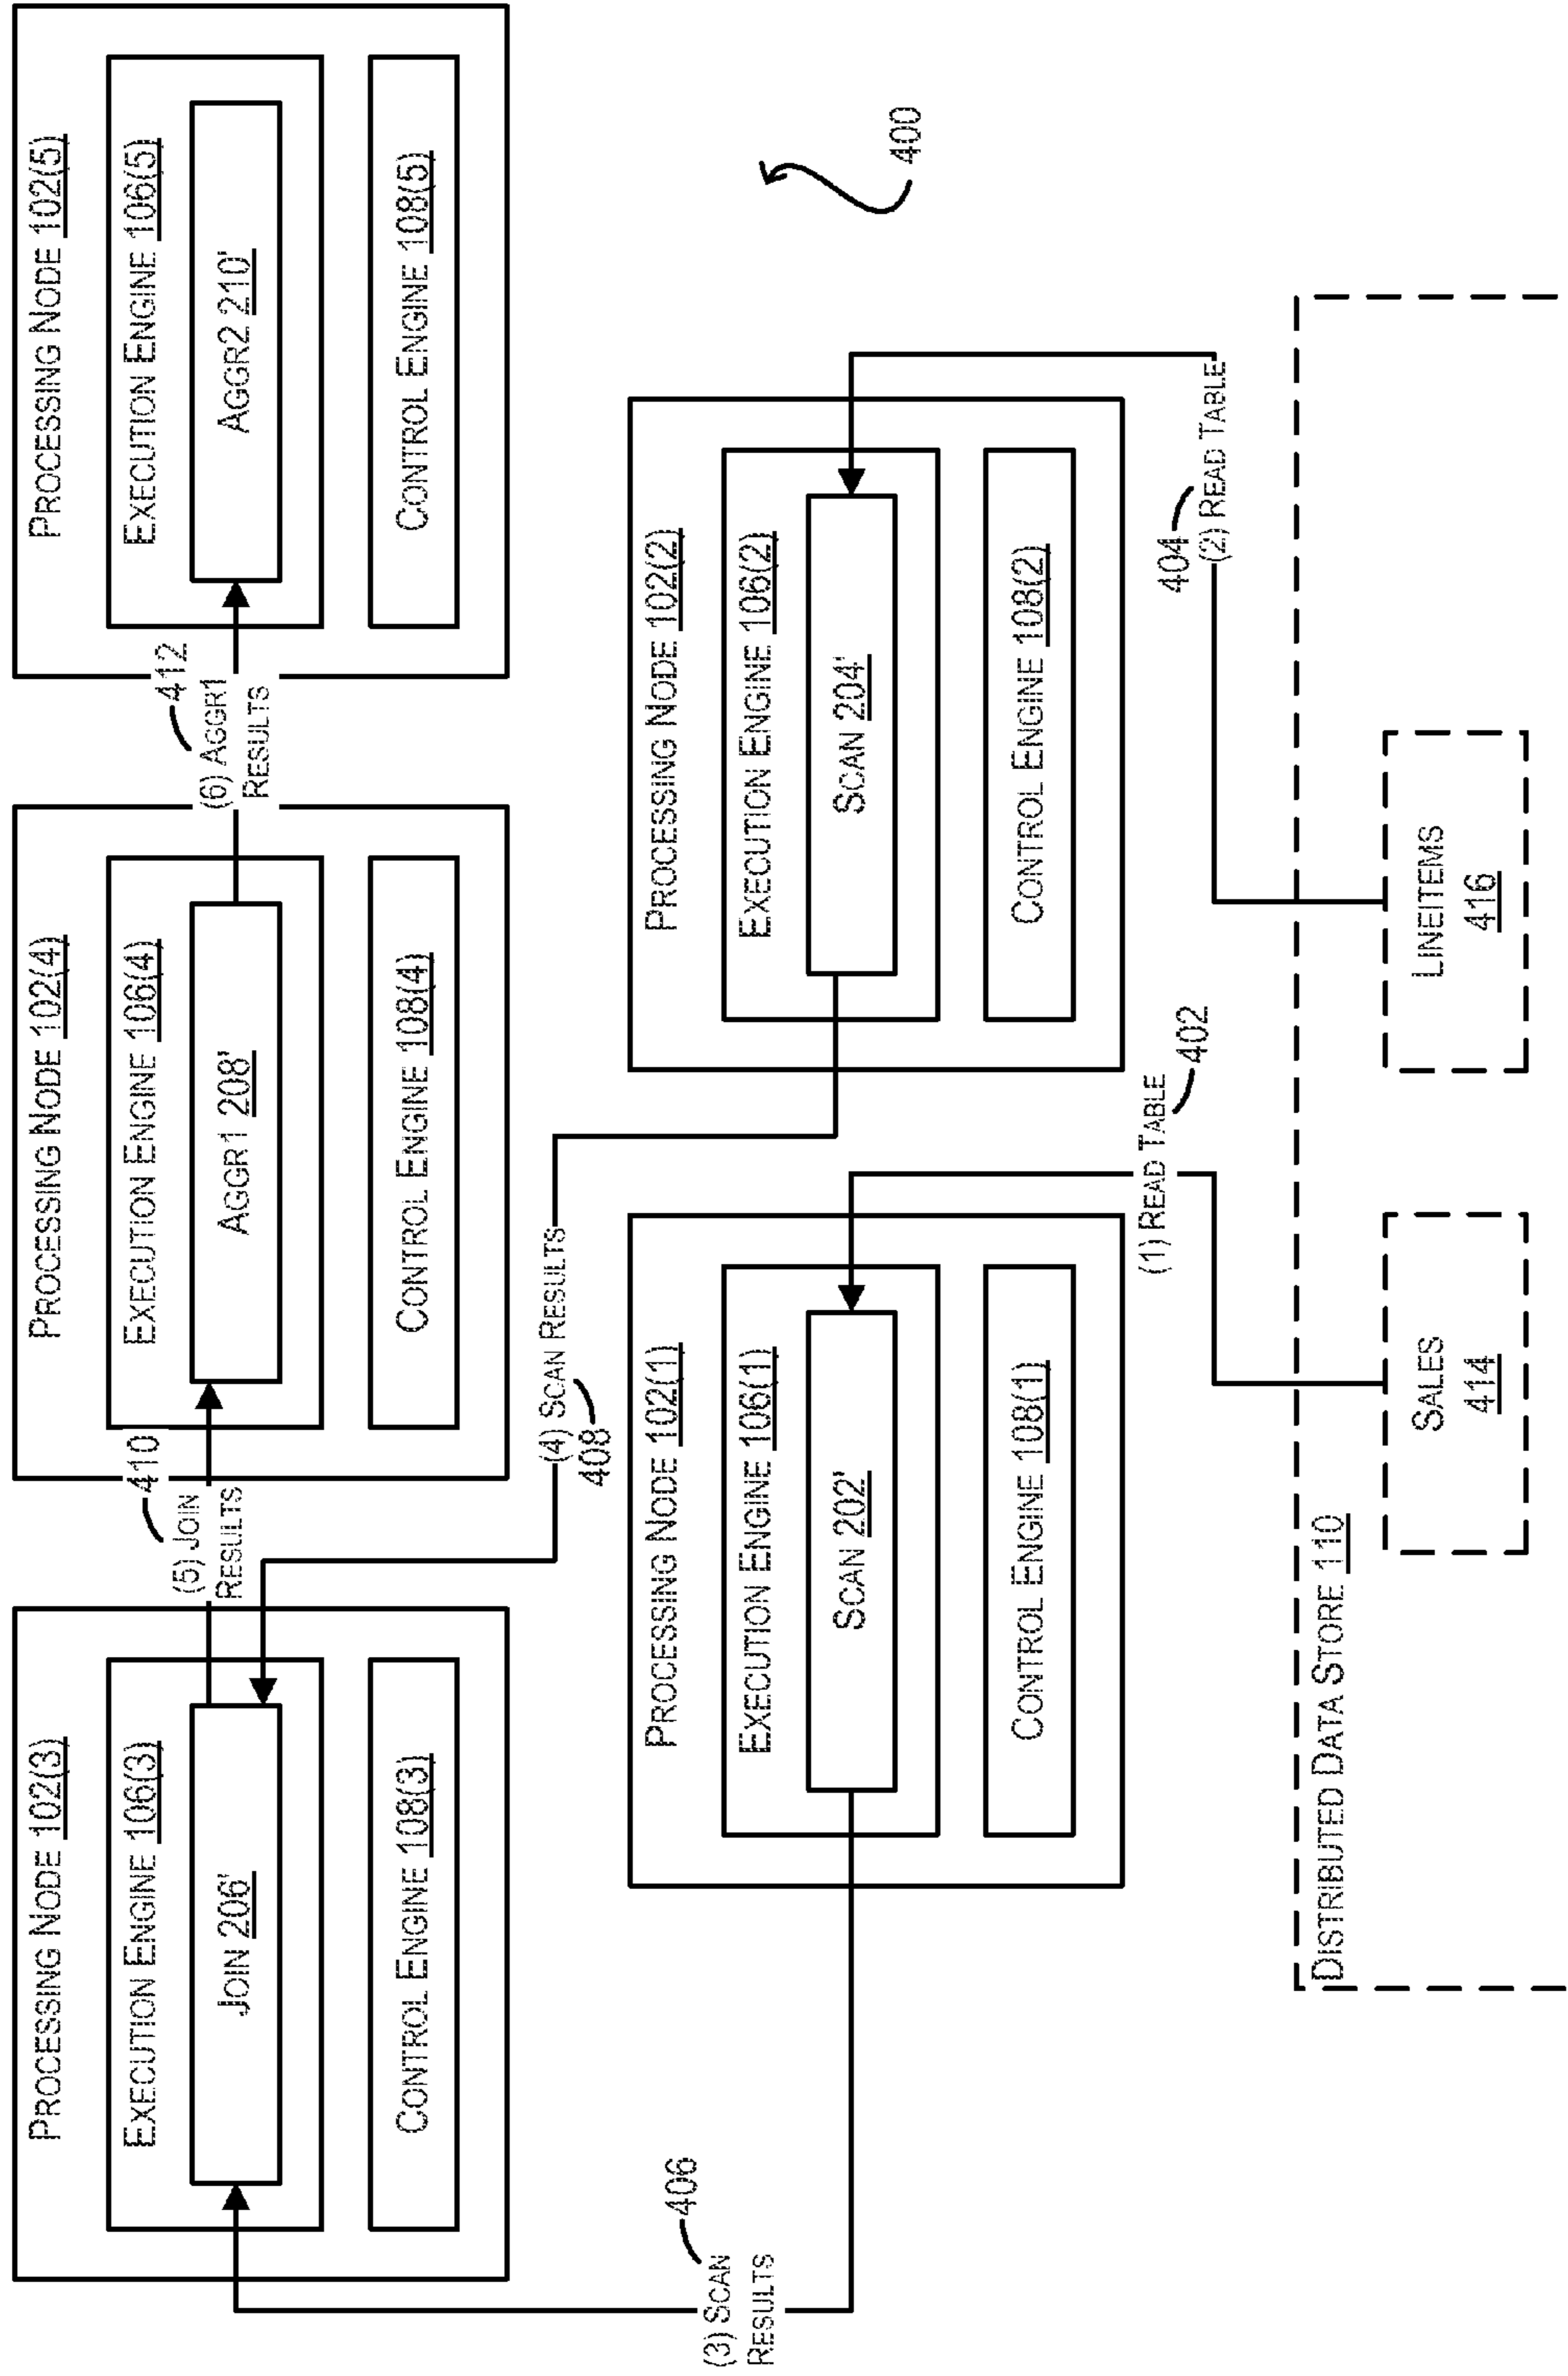 PROCESSING NODE 102(3)
EXECUTION ENGINE 106(3)
JOIN 206'
CONTROL ENGINE 108(3)
410
(5) JOIN
RESULTS
PROCESSING NODE 102(4)
EXECUTION ENGINE 106(4)
AGGR1 208'
CONTROL ENGINE 108(4)
412
(6) AGGR1
RESULTS
PROCESSING NODE 102(5)
EXECUTION ENGINE 106(5)
AGGR2 210'
CONTROL ENGINE 108(5)
406
(3) SCAN
RESULTS
(4) SCAN RESULTS
408
PROCESSING NODE 102(1)
EXECUTION ENGINE 106(1)
SCAN 202'
CONTROL ENGINE 108(1)
PROCESSING NODE 102(2)
EXECUTION ENGINE 106(2)
SCAN 204'
CONTROL ENGINE 108(2)
400
(1) READ TABLE
402
404
(2) READ TABLE
DISTRIBUTED DATA STORE 110
SALES
414
LINEITEMS
416